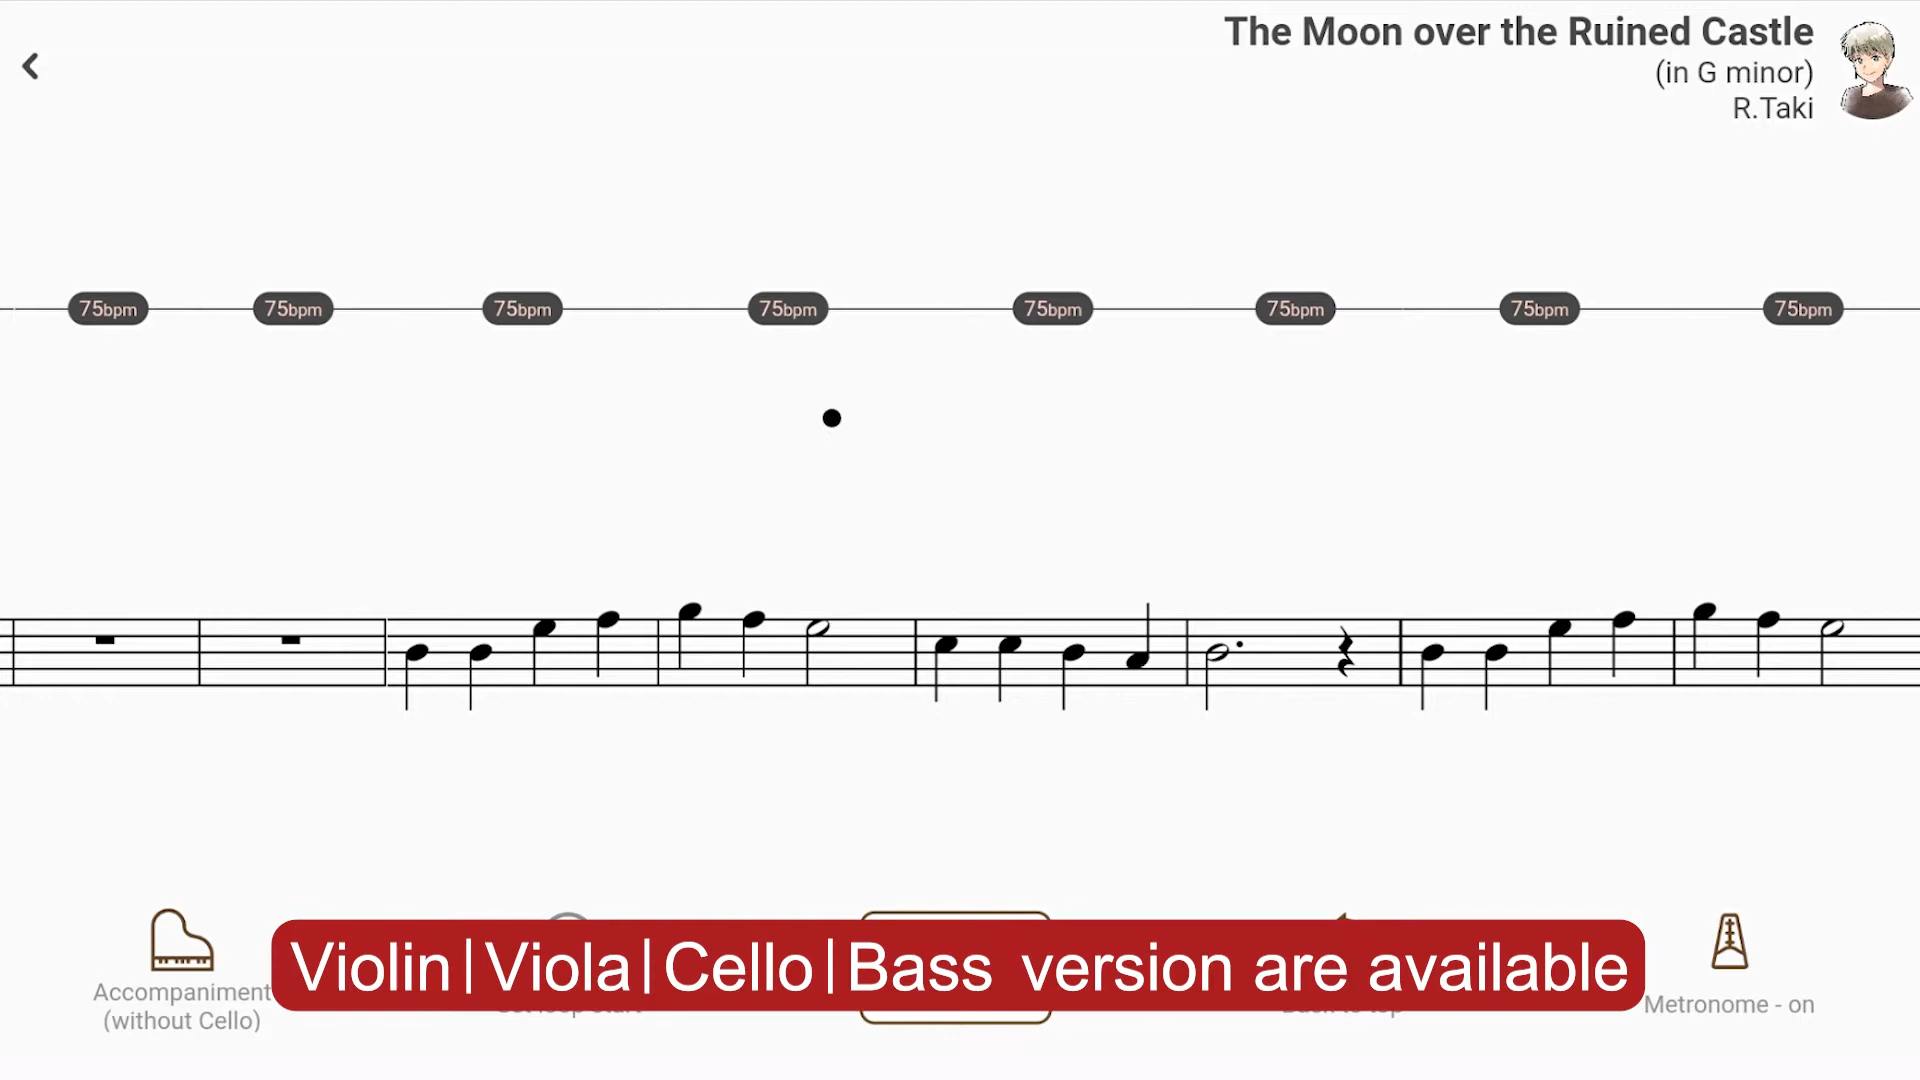 The Moon over the Ruined Castle
(in G minor)
R.Taki
75bpm 75bpm 75bpm 75bpm 75bpm 75bpm 75bpm 75bpm
Violin|Viola|Cello|Bass version are available
Accompaniment
(without Cello)
Metronome - on